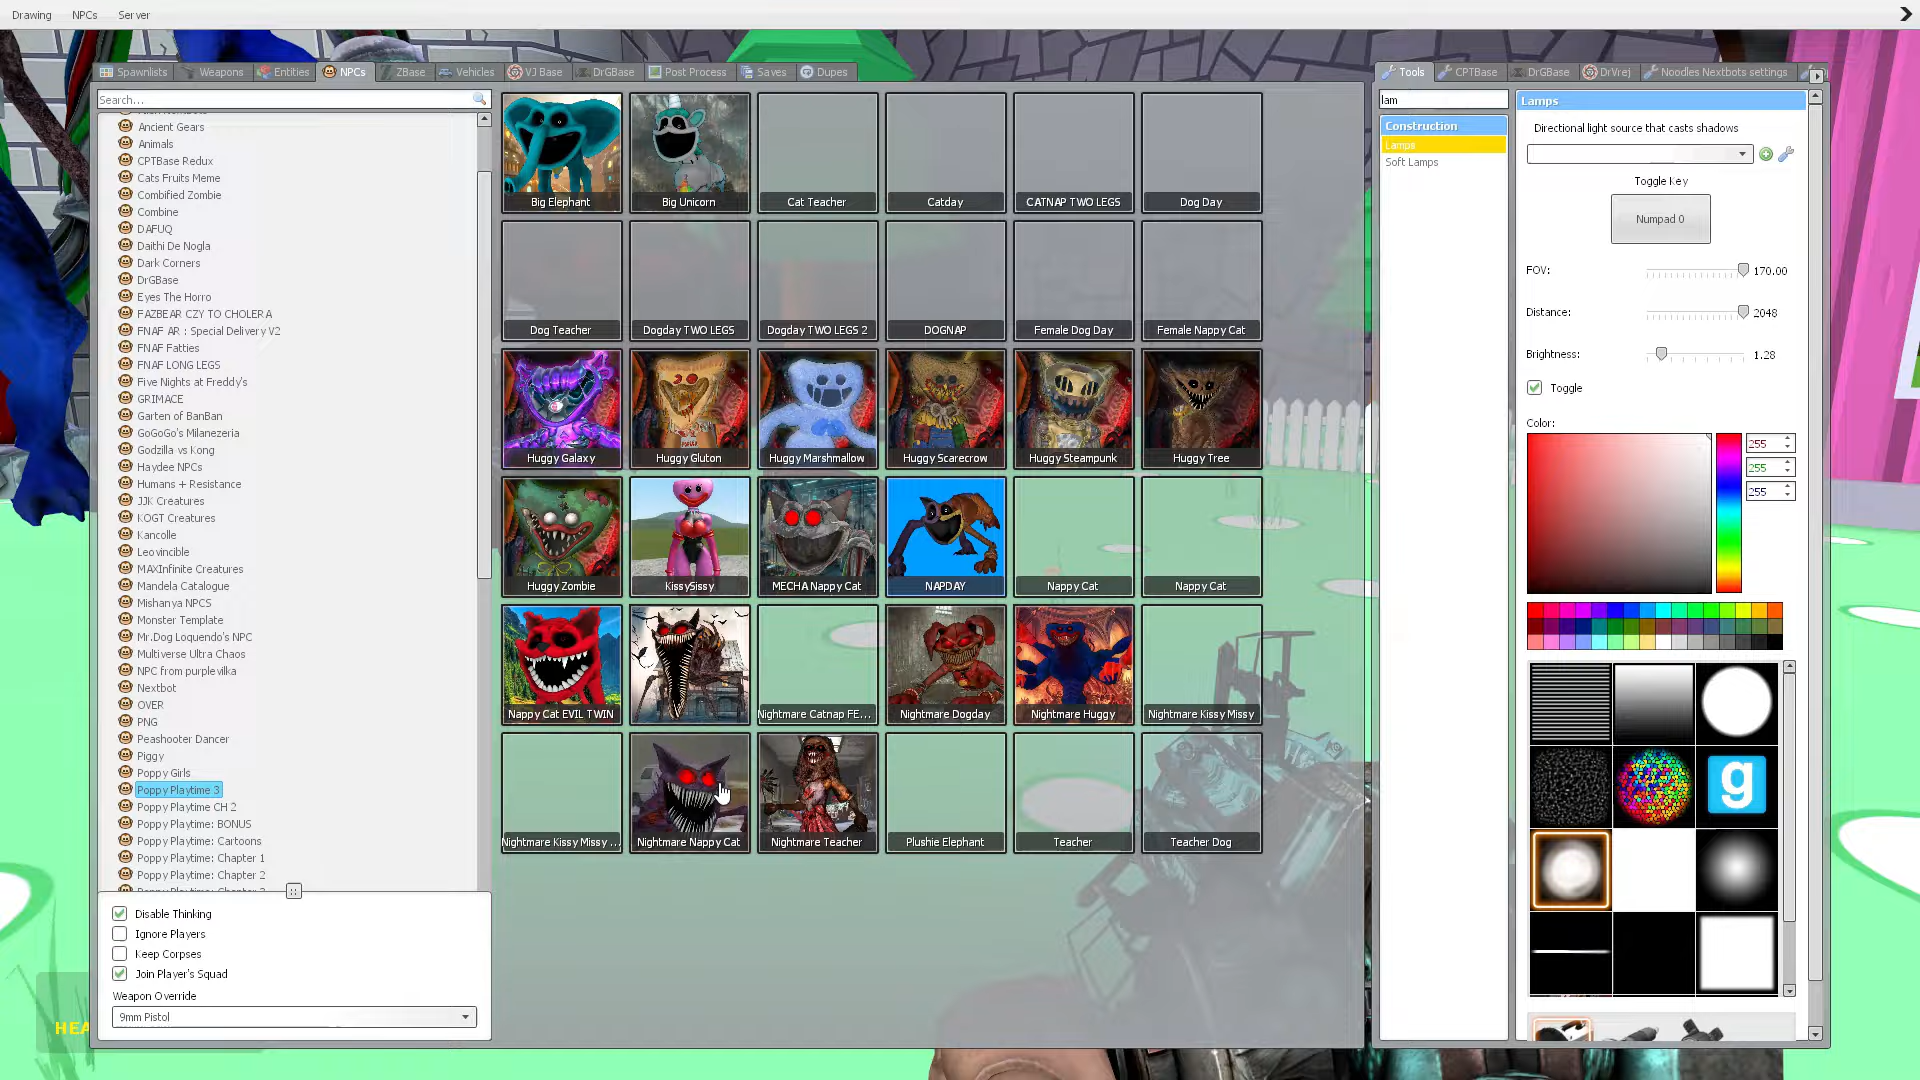 Drawing NPCs Server
Spawnlists Weapons Entities NPCs ZBase Vehicles VJ Base DrGBase Post Process Saves Dupes
Search...
Ancient Gears
Animals
CPTBase Redux
Cats Fruits Meme
Combified Zombie
Combine
DAFUQ
Daithi De Nogla
Dark Corners
DrGBase
Eyes The Horro
FAZBEAR CZY TO CHOLERA
FNAF AR : Special Delivery V2
FNAF Fatties
FNAF LONG LEGS
Five Nights at Freddy's
GRIMACE
Garten of BanBan
GoGoGo's Milanezeria
Godzilla vs Kong
Haydee NPCs
Humans + Resistance
JJK Creatures
KOGT Creatures
Kancolle
Leovincible
MAXInfinite Creatures
Mandela Catalogue
Mishanya NPCS
Monster Template
Mr.Dog Loquendo's NPC
Multiverse Ultra Chaos
NPC from purplevilka
Nextbot
OVER
PNG
Peashooter Dancer
Piggy
Poppy Girls
Poppy Playtime 3
Poppy Playtime CH 2
Poppy Playtime: BONUS
Poppy Playtime: Cartoons
Poppy Playtime: Chapter 1
Poppy Playtime: Chapter 2
Disable Thinking
Ignore Players
Keep Corpses
Join Player's Squad
Weapon Override
9mm Pistol
HEA
Big Elephant Big Unicorn Cat Teacher Catday CATNAP TWO LEGS Dog Day
Dog Teacher Dogday TWO LEGS Dogday TWO LEGS 2 DOGNAP Female Dog Day Female Nappy Cat
Huggy Galaxy Huggy Gluton Huggy Marshmallow Huggy Scarecrow Huggy Steampunk Huggy Tree
Huggy Zombie KissySissy MECHA Nappy Cat NAPDAY Nappy Cat Nappy Cat
Nappy Cat EVIL TWIN Nightmare Catnap FE... Nightmare Dogday Nightmare Huggy Nightmare Kissy Missy
Nightmare Kissy Missy ... Nightmare Nappy Cat Nightmare Teacher Plushie Elephant Teacher Teacher Dog
Tools CPTBase DrGBase DrVrej Noodles Nextbots settings
lam
Construction
Lamps
Soft Lamps
Lamps
Directional light source that casts shadows
Toggle Key
Numpad 0
FOV: 170.00
Distance: 2048
Brightness: 1.28
Toggle
Color:
255
255
255
g